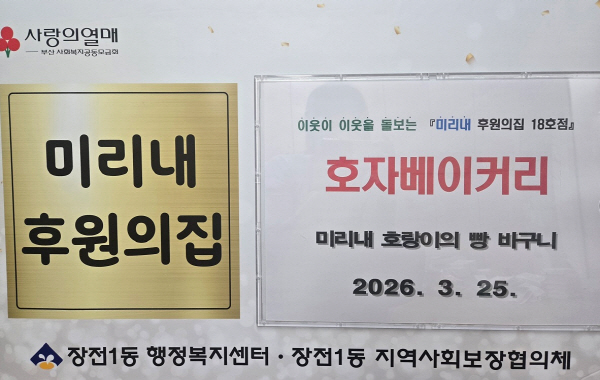 사랑의열매
부산 사회복지공동모금회
미리내
후원의집
이웃이 이웃을 돌보는 『미리내 후원의집 18호점』
호자베이커리
미리내 호랑이의 빵 바구니
2026. 3. 25.
장전1동 행정복지센터 · 장전1동 지역사회보장협의체